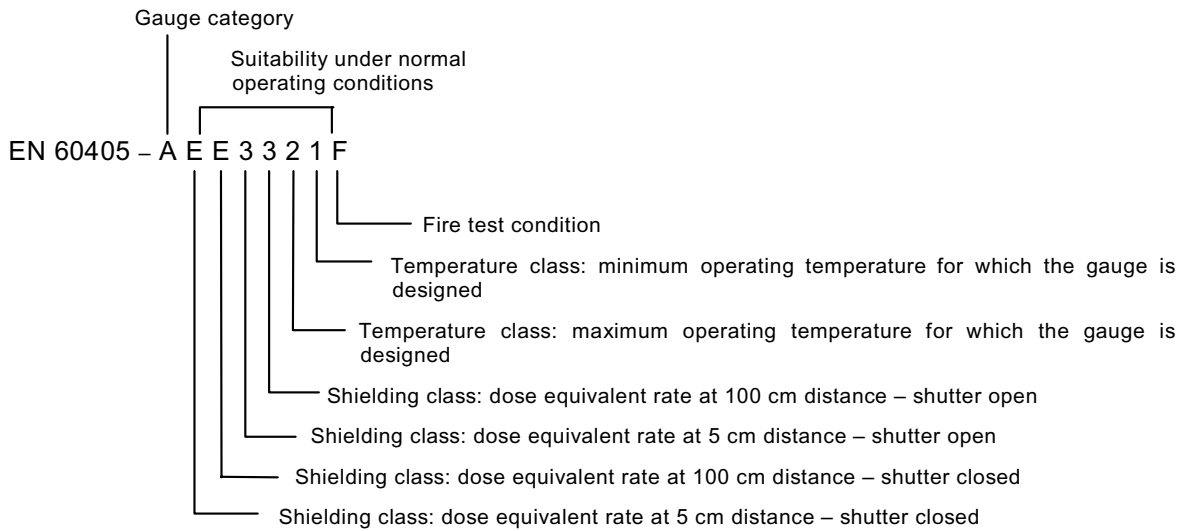 Gauge category
Suitability under normal
operating conditions
EN 60405 – A E E 3 3 2 1 F
Fire test condition
Temperature class: minimum operating temperature for which the gauge is
designed
Temperature class: maximum operating temperature for which the gauge is
designed
Shielding class: dose equivalent rate at 100 cm distance – shutter open
Shielding class: dose equivalent rate at 5 cm distance – shutter open
Shielding class: dose equivalent rate at 100 cm distance – shutter closed
Shielding class: dose equivalent rate at 5 cm distance – shutter closed